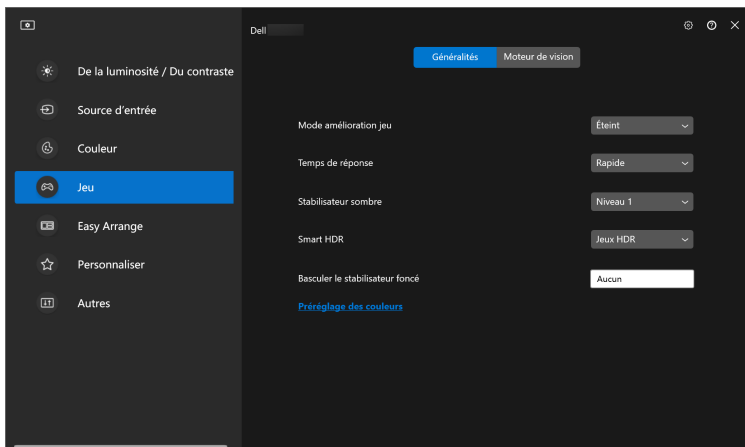 Dell
Généralités
Moteur de vision
De la luminosité / Du contraste
Source d'entrée
Couleur
Jeu
Easy Arrange
Personnaliser
Autres
Mode amélioration jeu
Éteint
Temps de réponse
Rapide
Stabilisateur sombre
Niveau 1
Smart HDR
Jeux HDR
Basculer le stabilisateur foncé
Aucun
Préréglage des couleurs